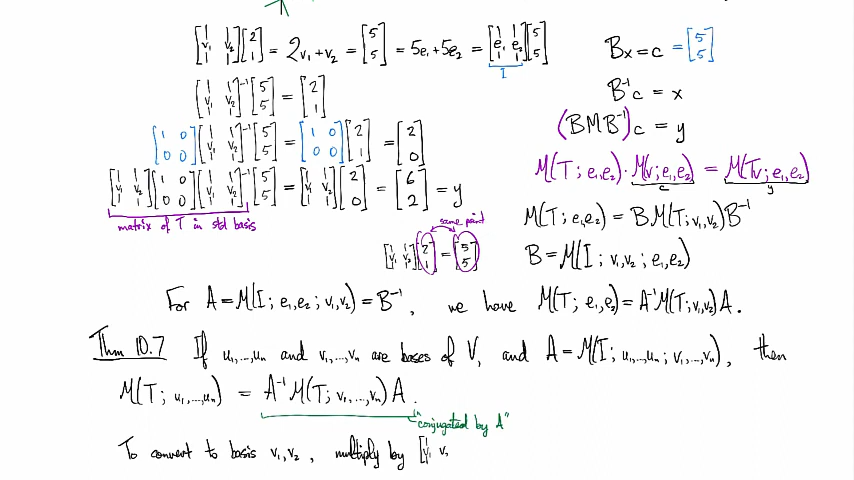 [v₁ v₂][2 1] = 2v₁+v₂ = [5 5] = 5e₁+5e₂ = [e₁ e₂][5 5]
I
Bx=c = [5 5]
[v₁ v₂]⁻¹[5 5] = [2 1]
B⁻¹c = x
(BMB⁻¹)c = y
[1 0 0 0][v₁ v₂]⁻¹[5 5] = [1 0 0 0][2 1] = [2 0]
M(T; e₁,e₂)·M(v; e₁,e₂) = M(Tv; e₁,e₂)
c y
[v₁ v₂][1 0 0 0][v₁ v₂]⁻¹[5 5] = [v₁ v₂][2 0] = [6 2] = y
matrix of T in std basis
M(T; e₁,e₂) = BM(T; v₁,v₂)B⁻¹
same point
[v₁ v₂][2 1] = [5 5]
B = M(I; v₁,v₂; e₁,e₂)
For A = M(I; e₁,e₂; v₁,v₂) = B⁻¹, we have M(T; e₁,e₂) = A⁻¹M(T; v₁,v₂)A.
Thm 10.7 If u₁,...,uₙ and v₁,...,vₙ are bases of V, and A = M(I; u₁,...,uₙ; v₁,...,vₙ), then
M(T; u₁,...,uₙ) = A⁻¹M(T; v₁,...,vₙ)A.
"conjugated by A"
To convert to basis v₁,v₂, multiply by [v₁ v₂